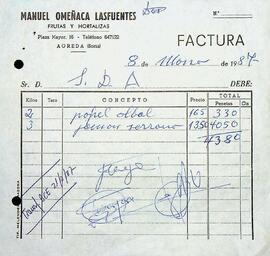 MANUEL OMEÑACA LASFUENTES
FRUTAS Y HORTALIZAS
Plaza Mayor, 16 - Teléfono 647122
AGREDA (Soria)
N.º
FACTURA
8 de Marzo de 1987
Sr. D. S.D.A DEBE:
Kilos Tara CONCEPTO PRECIO TOTAL
Pesetas Cts.
2 papel albal 165 330
3 jamon serrano 1350 4050
4380